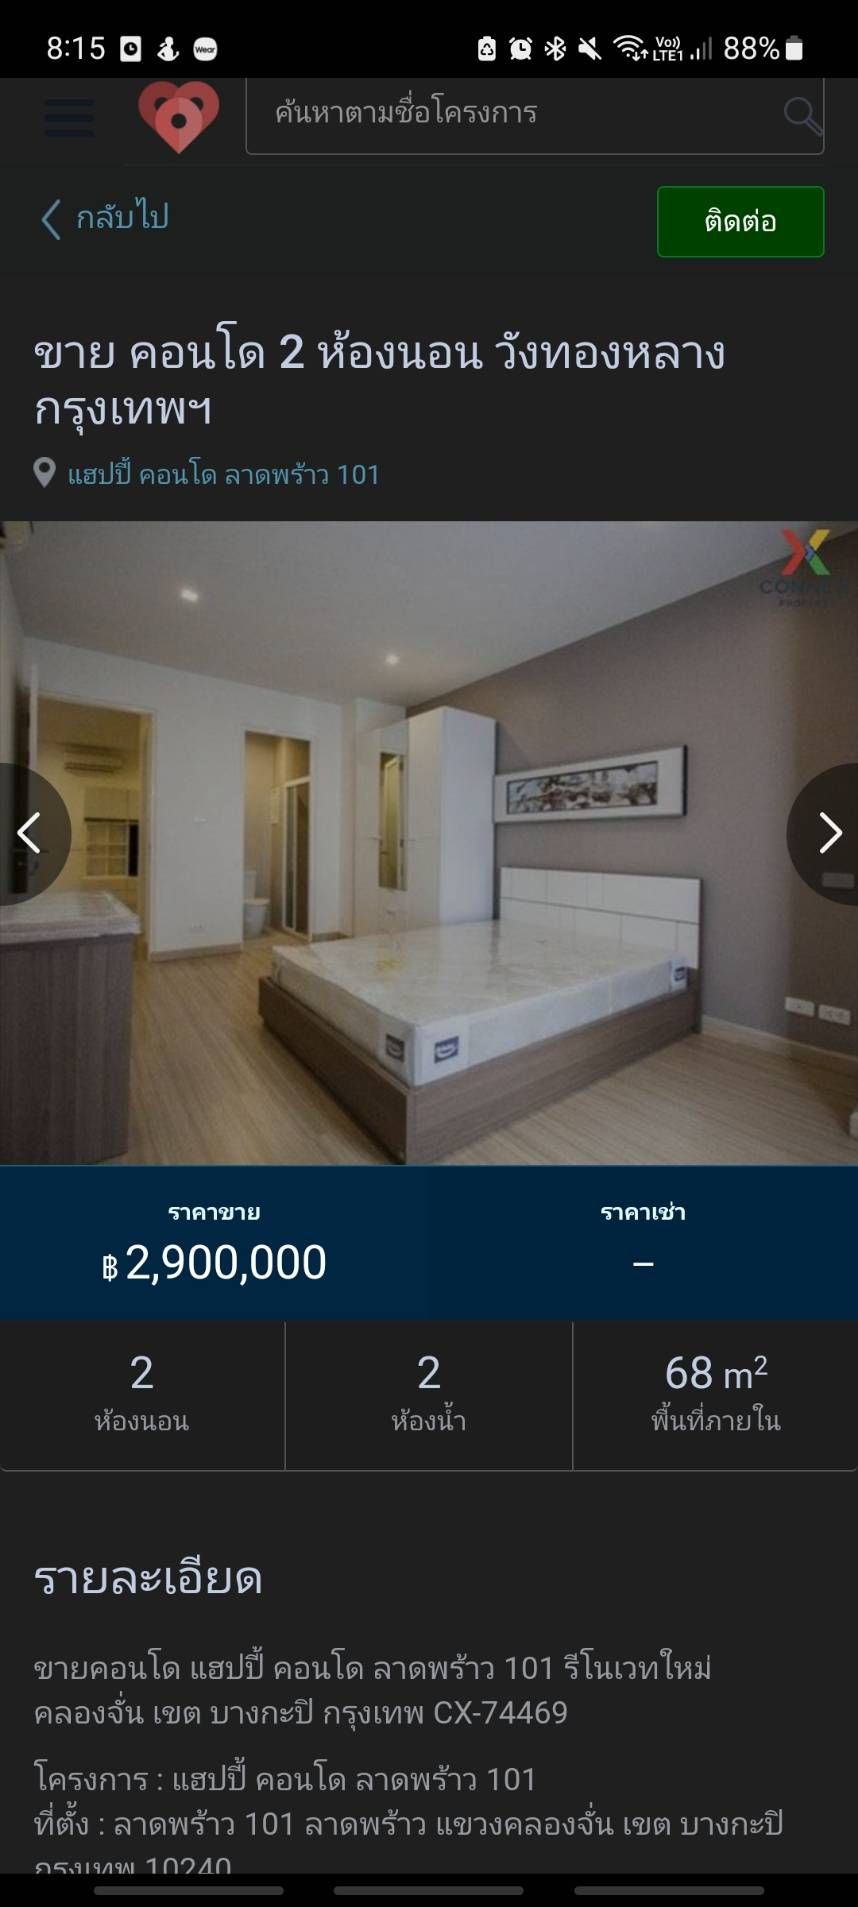 8:15
Wear
Vo))
LTE1
88%
ค้นหาตามชื่อโครงการ
กลับไป
ติดต่อ
ขาย คอนโด 2 ห้องนอน วังทองหลาง
กรุงเทพฯ
แฮปปี้ คอนโด ลาดพร้าว 101
ราคาขาย
ราคาเช่า
฿2,900,000
–
2
2
68 m²
ห้องนอน
ห้องน้ำ
พื้นที่ภายใน
รายละเอียด
ขายคอนโด แฮปปี้ คอนโด ลาดพร้าว 101 รีโนเวทใหม่
คลองจั่น เขต บางกะปิ กรุงเทพ CX-74469
โครงการ : แฮปปี้ คอนโด ลาดพร้าว 101
ที่ตั้ง : ลาดพร้าว 101 ลาดพร้าว แขวงคลองจั่น เขต บางกะปิ
กรุงเทพ 10240